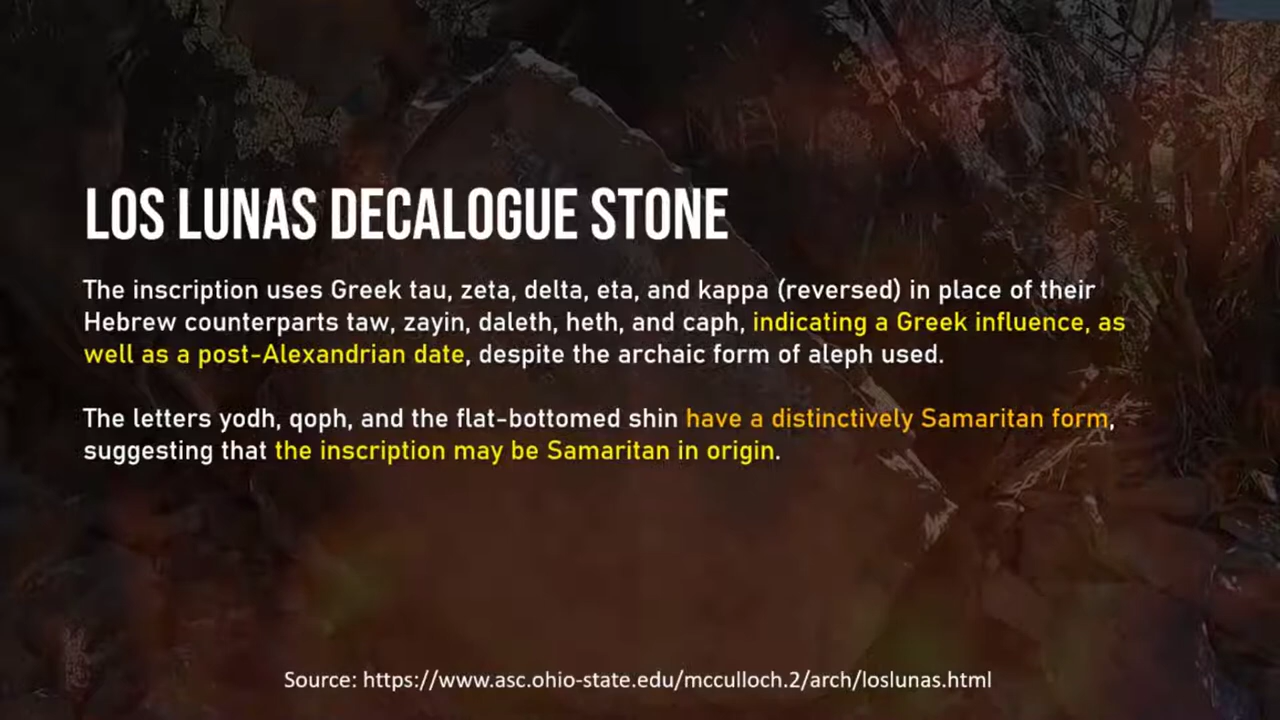 LOS LUNAS DECALOGUE STONE
The inscription uses Greek tau, zeta, delta, eta, and kappa (reversed) in place of their
Hebrew counterparts taw, zayin, daleth, heth, and caph, indicating a Greek influence, as
well as a post-Alexandrian date, despite the archaic form of aleph used.
The letters yodh, qoph, and the flat-bottomed shin have a distinctively Samaritan form,
suggesting that the inscription may be Samaritan in origin.
Source: https://www.asc.ohio-state.edu/mcculloch.2/arch/loslunas.html